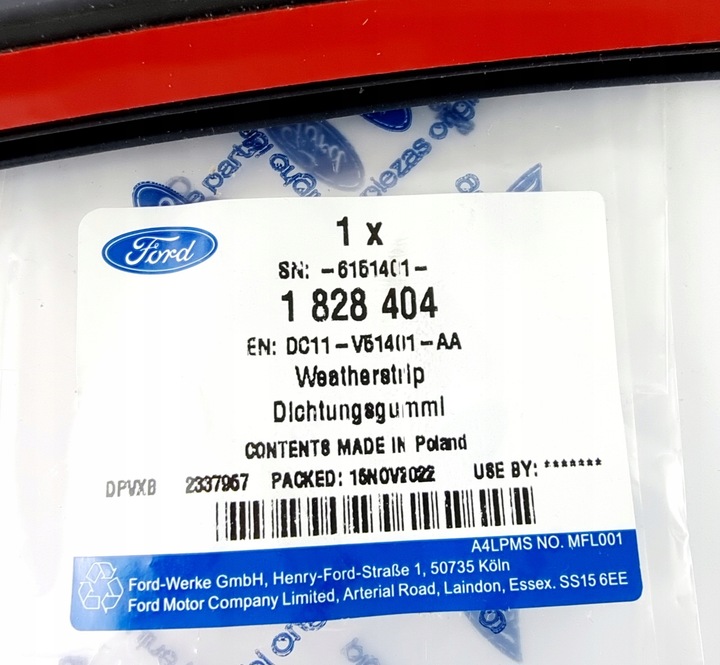 Ford
1 x
SN: -6151401-
1 828 404
EN: DC11-V51401-AA
Weatherstrip
Dichtungsgummi
CONTENTS MADE IN Poland
DPVXB 2337967 PACKED: 15NOV2022 USE BY: *******
A4LPMS NO. MFL001
Ford-Werke GmbH, Henry-Ford-Straße 1, 50735 Köln
Ford Motor Company Limited, Arterial Road, Laindon, Essex. SS15 6EE